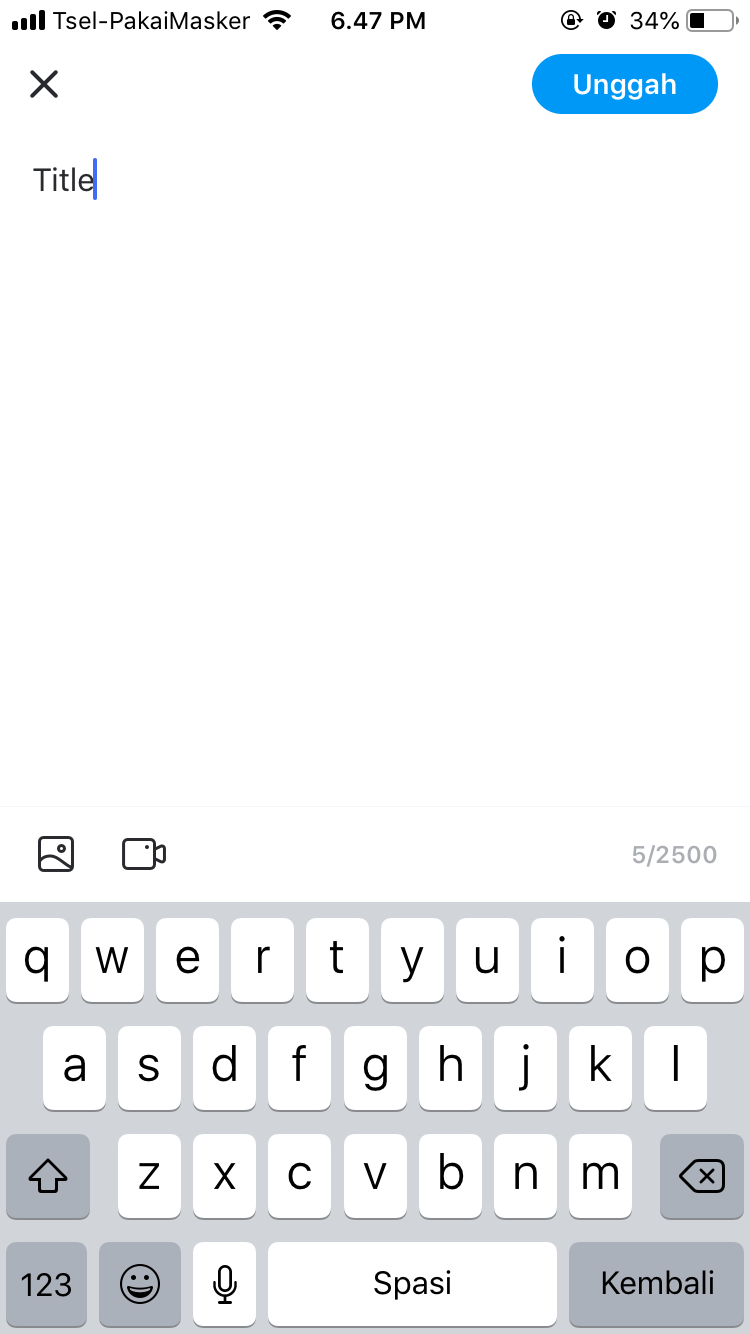 Tsel-PakaiMasker 6.47 PM 34%
Unggah
Title
5/2500
q w e r t y u i o p
a s d f g h j k l
z x c v b n m
123 Spasi Kembali